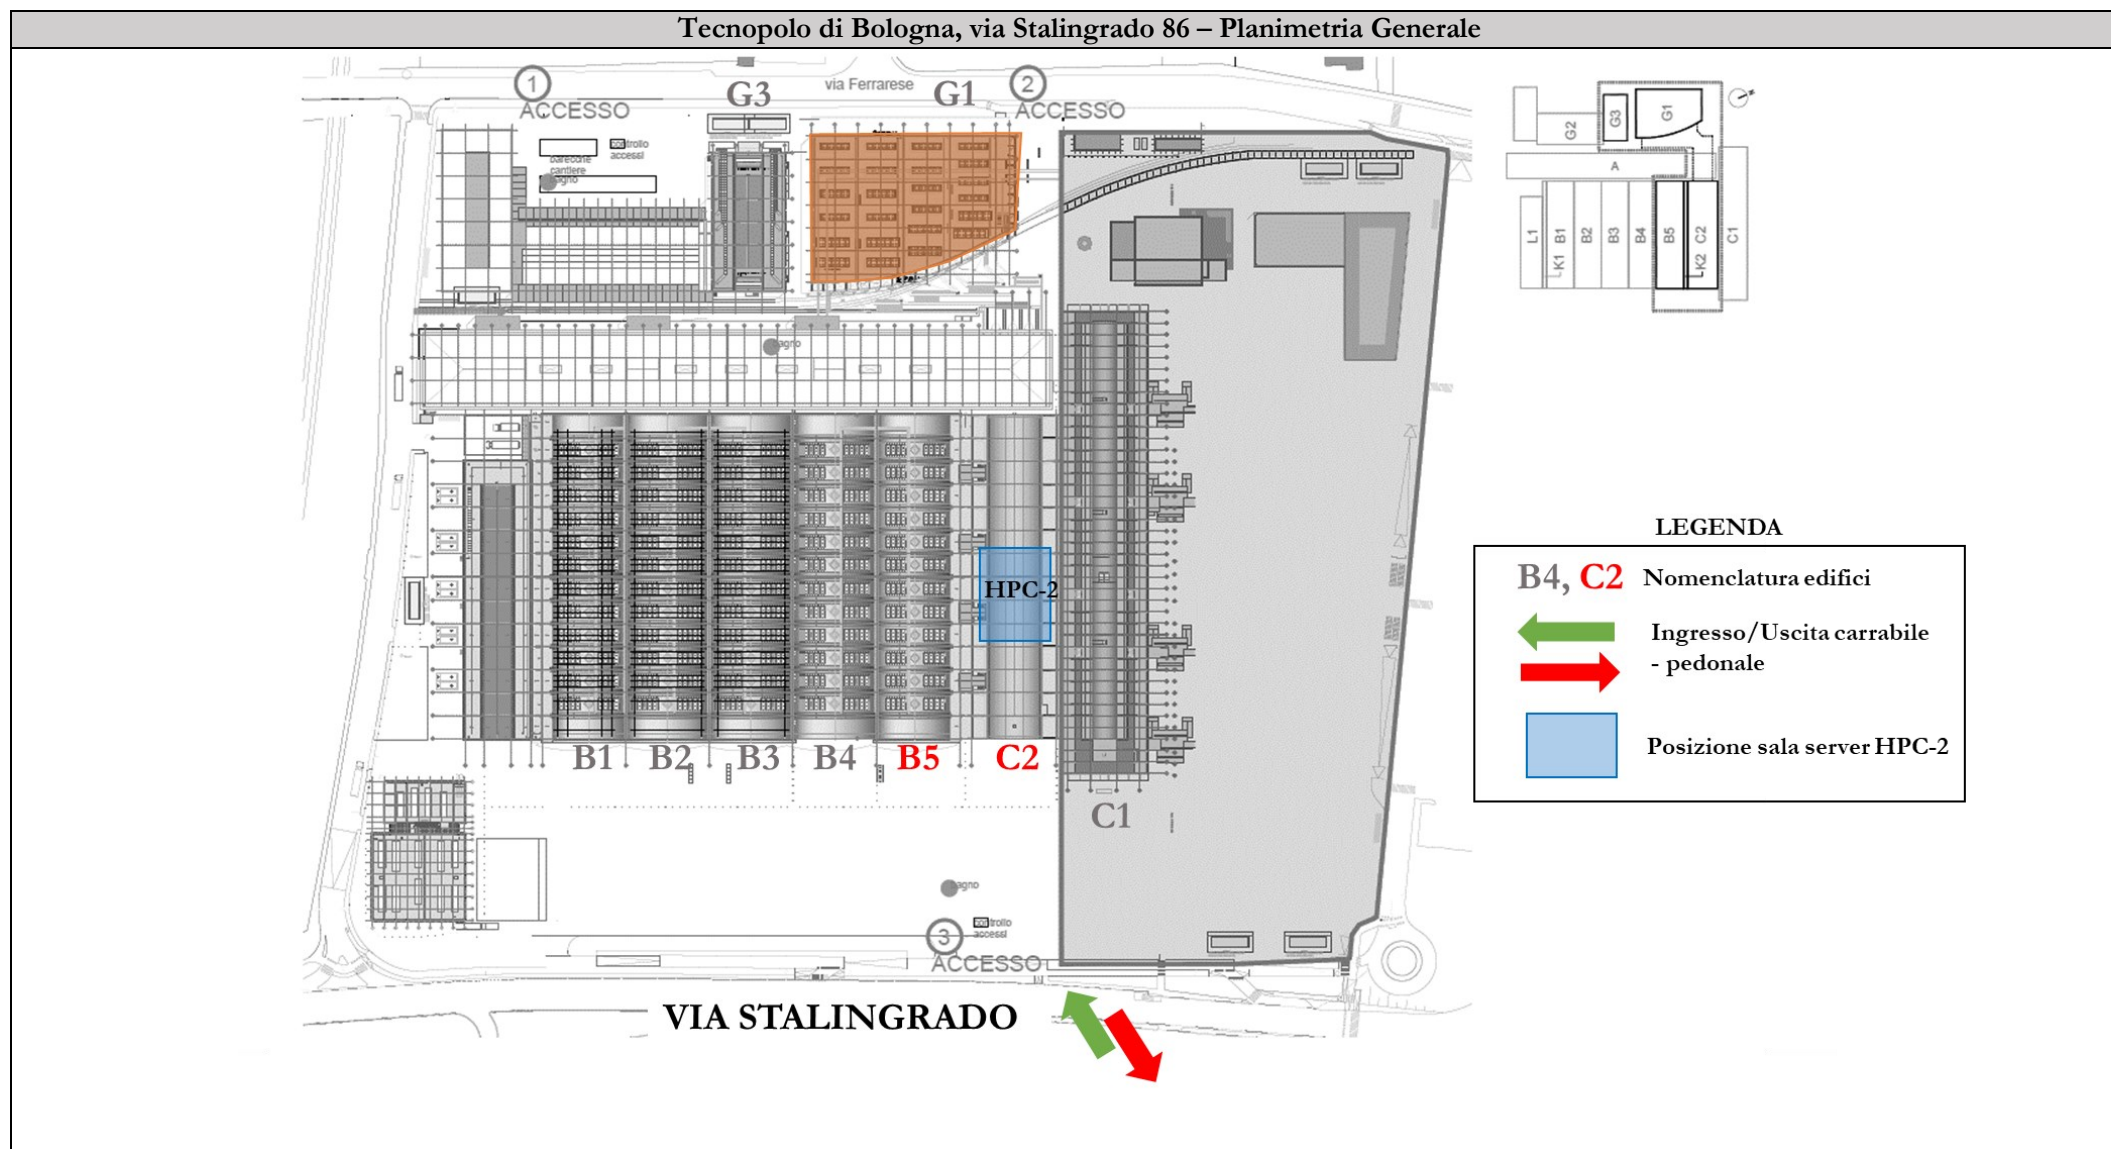 Tecnopolo di Bologna, via Stalingrado 86 – Planimetria Generale
1
ACCESSO
G3
via Ferrarese
G1
2
ACCESSO
controllo
accessi
baracche
cantiere
bagno
bagno
G2
G3
G1
A
L1
K1
B1
B2
B3
B4
B5
K2
C2
C1
HPC-2
B1
B2
B3
B4
B5
C2
C1
LEGENDA
B4, C2 Nomenclatura edifici
Ingresso/Uscita carrabile
- pedonale
Posizione sala server HPC-2
bagno
3
ACCESSO
controllo
accessi
VIA STALINGRADO